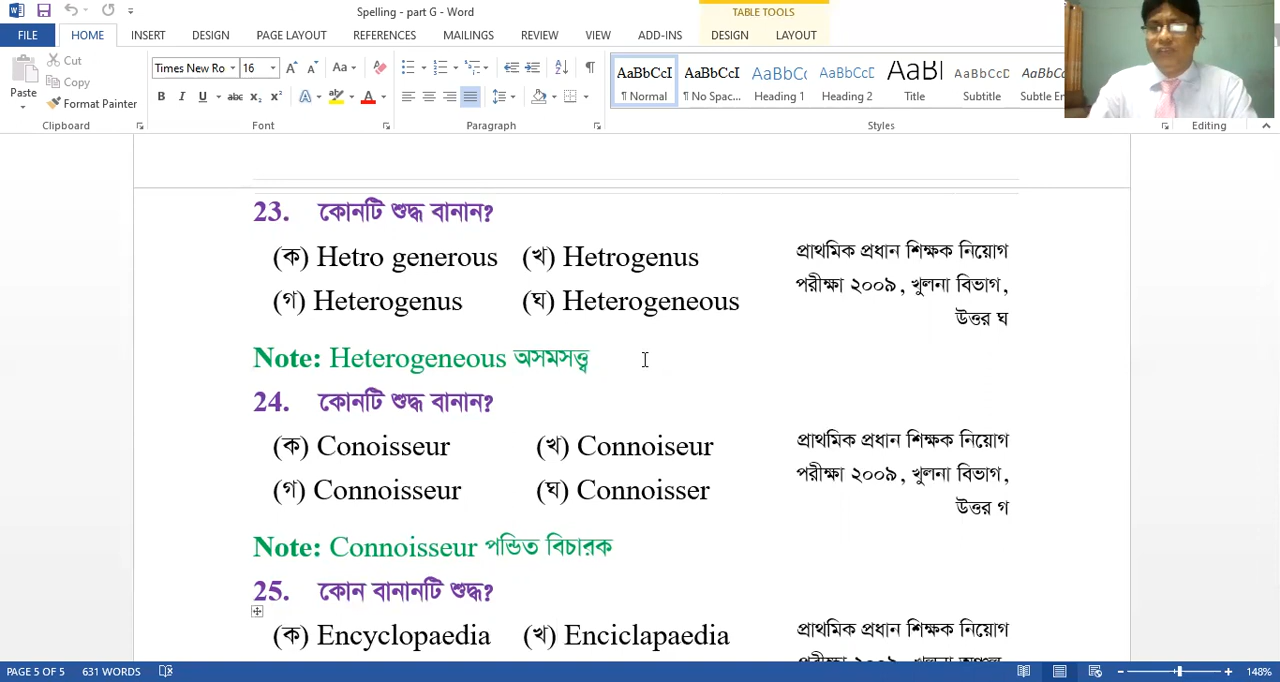 Spelling - part G - Word
TABLE TOOLS
FILE HOME INSERT DESIGN PAGE LAYOUT REFERENCES MAILINGS REVIEW VIEW ADD-INS DESIGN LAYOUT
Paste
Cut
Copy
Format Painter
Clipboard
Times New Ro 16
Font
Paragraph
AaBbCcI AaBbCcI AaBbCc AaBbCcD AaBl AaBbCcD AaBbCc
¶ Normal ¶ No Spac... Heading 1 Heading 2 Title Subtitle Subtle En
Styles
Editing
23. কোনটি শুদ্ধ বানান?
(ক) Hetro generous (খ) Hetrogenus
(গ) Heterogenus (ঘ) Heterogeneous
প্রাথমিক প্রধান শিক্ষক নিয়োগ
পরীক্ষা ২০০৯, খুলনা বিভাগ,
উত্তর ঘ
Note: Heterogeneous অসমসত্ত্ব
24. কোনটি শুদ্ধ বানান?
(ক) Conoisseur (খ) Connoiseur
(গ) Connoisseur (ঘ) Connoisser
প্রাথমিক প্রধান শিক্ষক নিয়োগ
পরীক্ষা ২০০৯, খুলনা বিভাগ,
উত্তর গ
Note: Connoisseur পন্ডিত বিচারক
25. কোন বানানটি শুদ্ধ?
(ক) Encyclopaedia (খ) Enciclapaedia
প্রাথমিক প্রধান শিক্ষক নিয়োগ
PAGE 5 OF 5 631 WORDS
148%